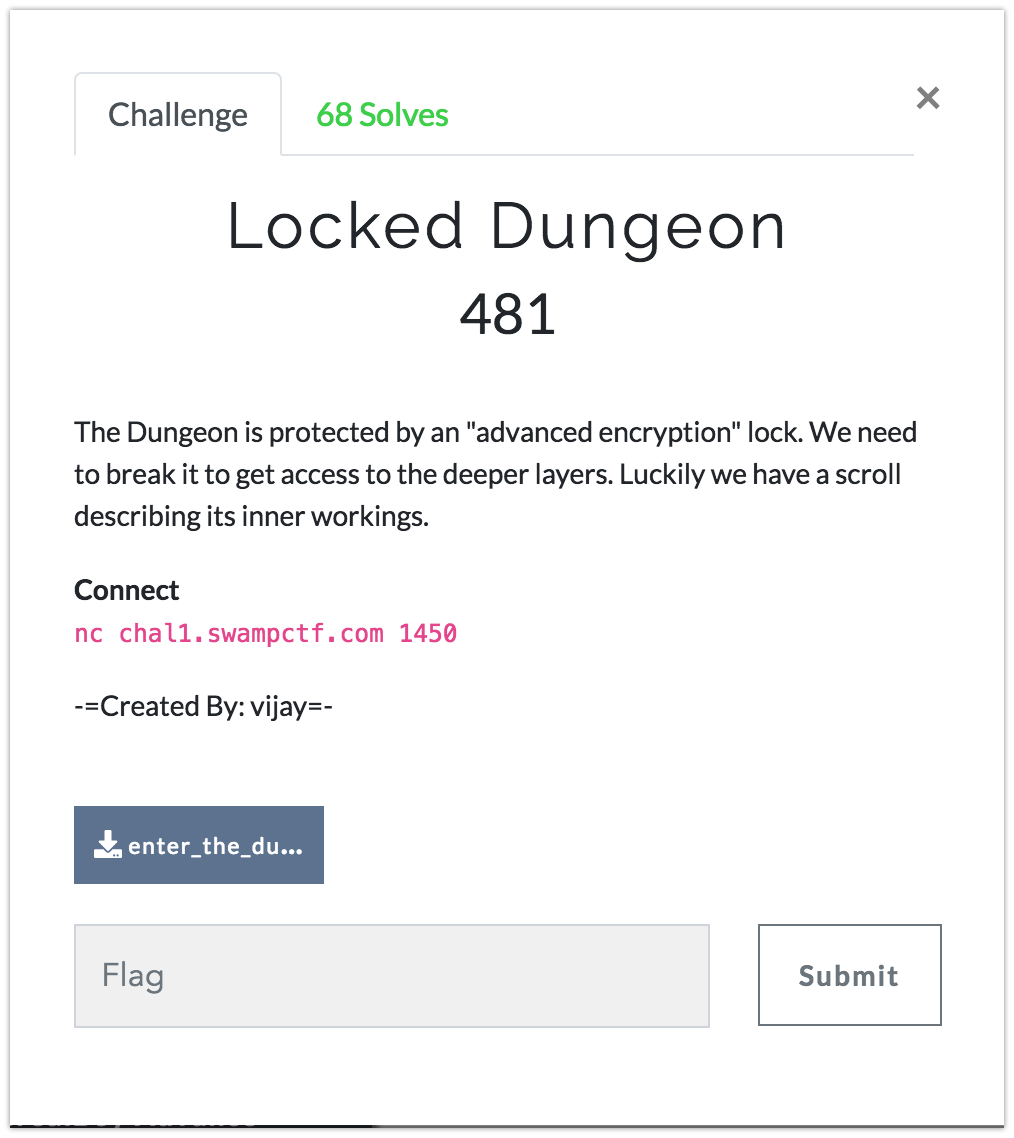 Challenge
68 Solves
×
Locked Dungeon
481
The Dungeon is protected by an "advanced encryption" lock. We need
to break it to get access to the deeper layers. Luckily we have a scroll
describing its inner workings.
Connect
nc chal1.swampctf.com 1450
-=Created By: vijay=-
enter_the_du...
Flag
Submit